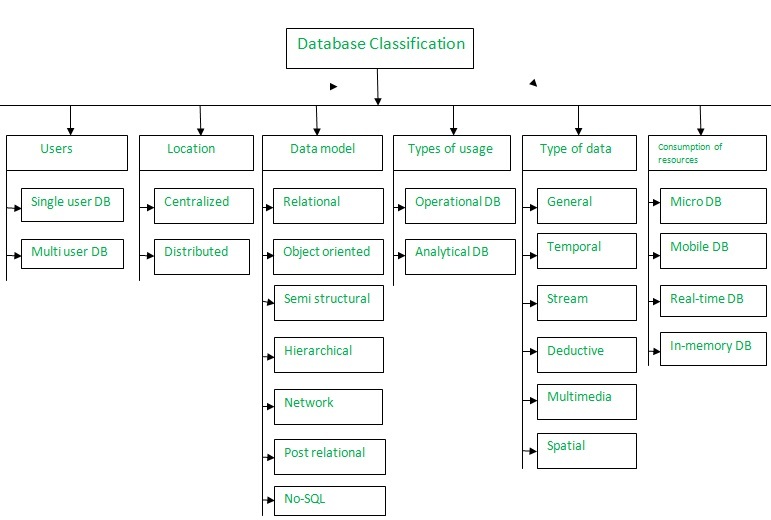 Database Classification
Users
Single user DB
Multi user DB
Location
Centralized
Distributed
Data model
Relational
Object oriented
Semi structural
Hierarchical
Network
Post relational
No-SQL
Types of usage
Operational DB
Analytical DB
Type of data
General
Temporal
Stream
Deductive
Multimedia
Spatial
Consumption of
resources
Micro DB
Mobile DB
Real-time DB
In-memory DB